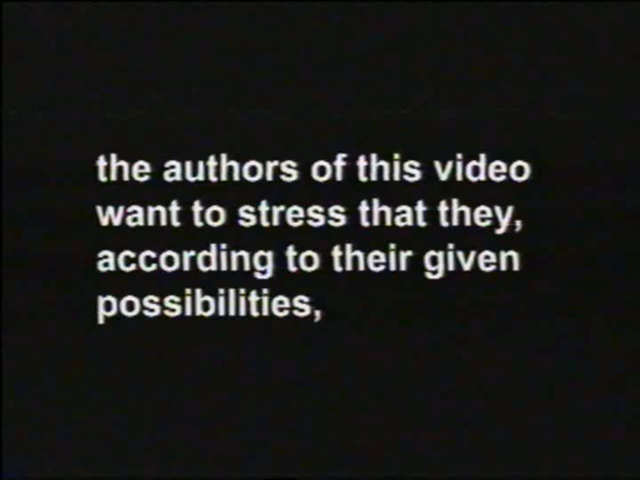 the authors of this video
want to stress that they,
according to their given
possibilities,